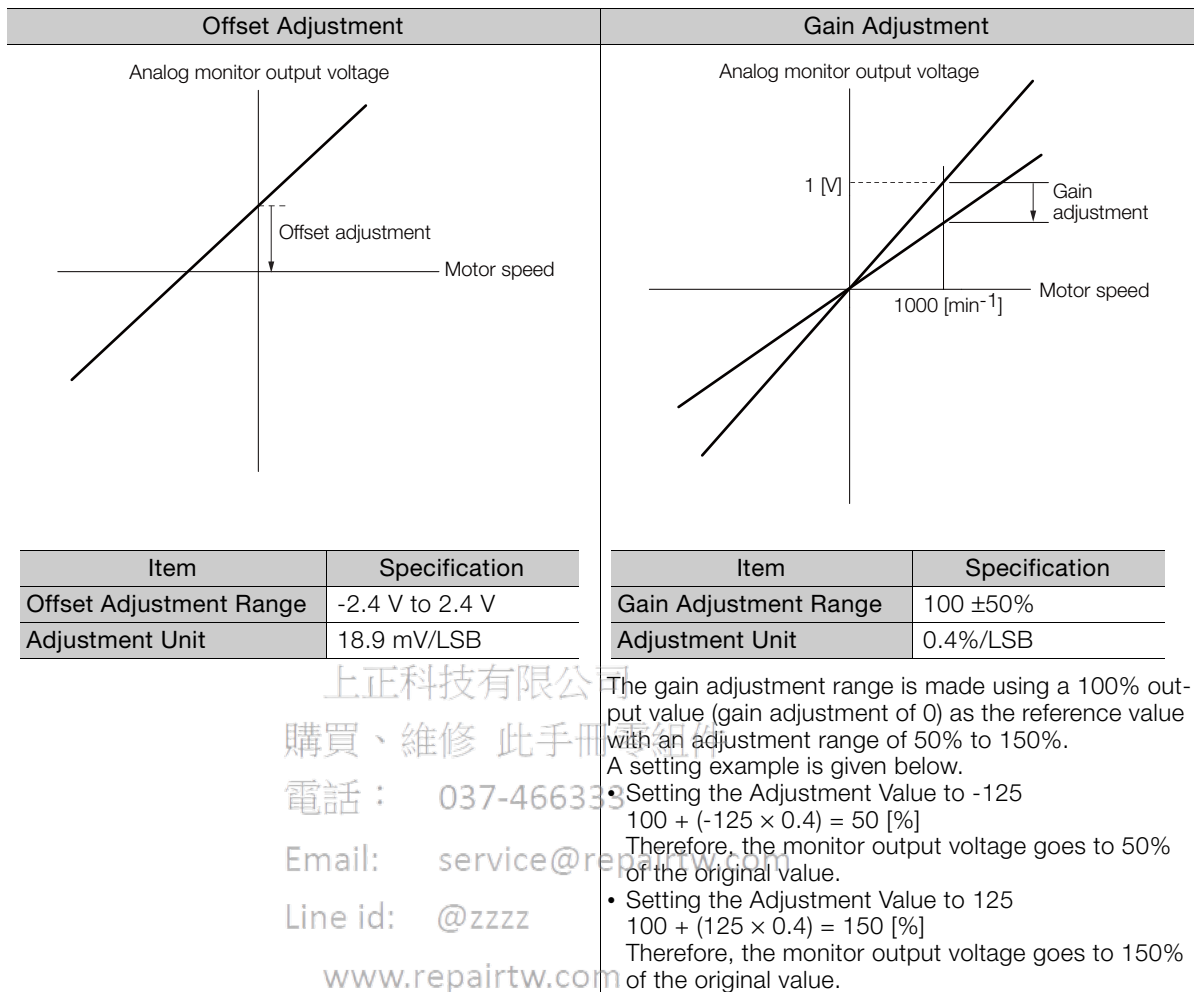 Offset Adjustment
Gain Adjustment
Analog monitor output voltage
Offset adjustment
Motor speed
Analog monitor output voltage
1 [V]
Gain
adjustment
Motor speed
1000 [min-1]
Item Specification
Offset Adjustment Range -2.4 V to 2.4 V
Adjustment Unit 18.9 mV/LSB
Item Specification
Gain Adjustment Range 100 ±50%
Adjustment Unit 0.4%/LSB
The gain adjustment range is made using a 100% out-
put value (gain adjustment of 0) as the reference value
with an adjustment range of 50% to 150%.
A setting example is given below.
• Setting the Adjustment Value to -125
100 + (-125 × 0.4) = 50 [%]
Therefore, the monitor output voltage goes to 50%
of the original value.
• Setting the Adjustment Value to 125
100 + (125 × 0.4) = 150 [%]
Therefore, the monitor output voltage goes to 150%
of the original value.
上正科技有限公司
購買、維修 此手冊零組件
電話： 037-466333
Email: service@repairtw.com
Line id: @zzzz
www.repairtw.com